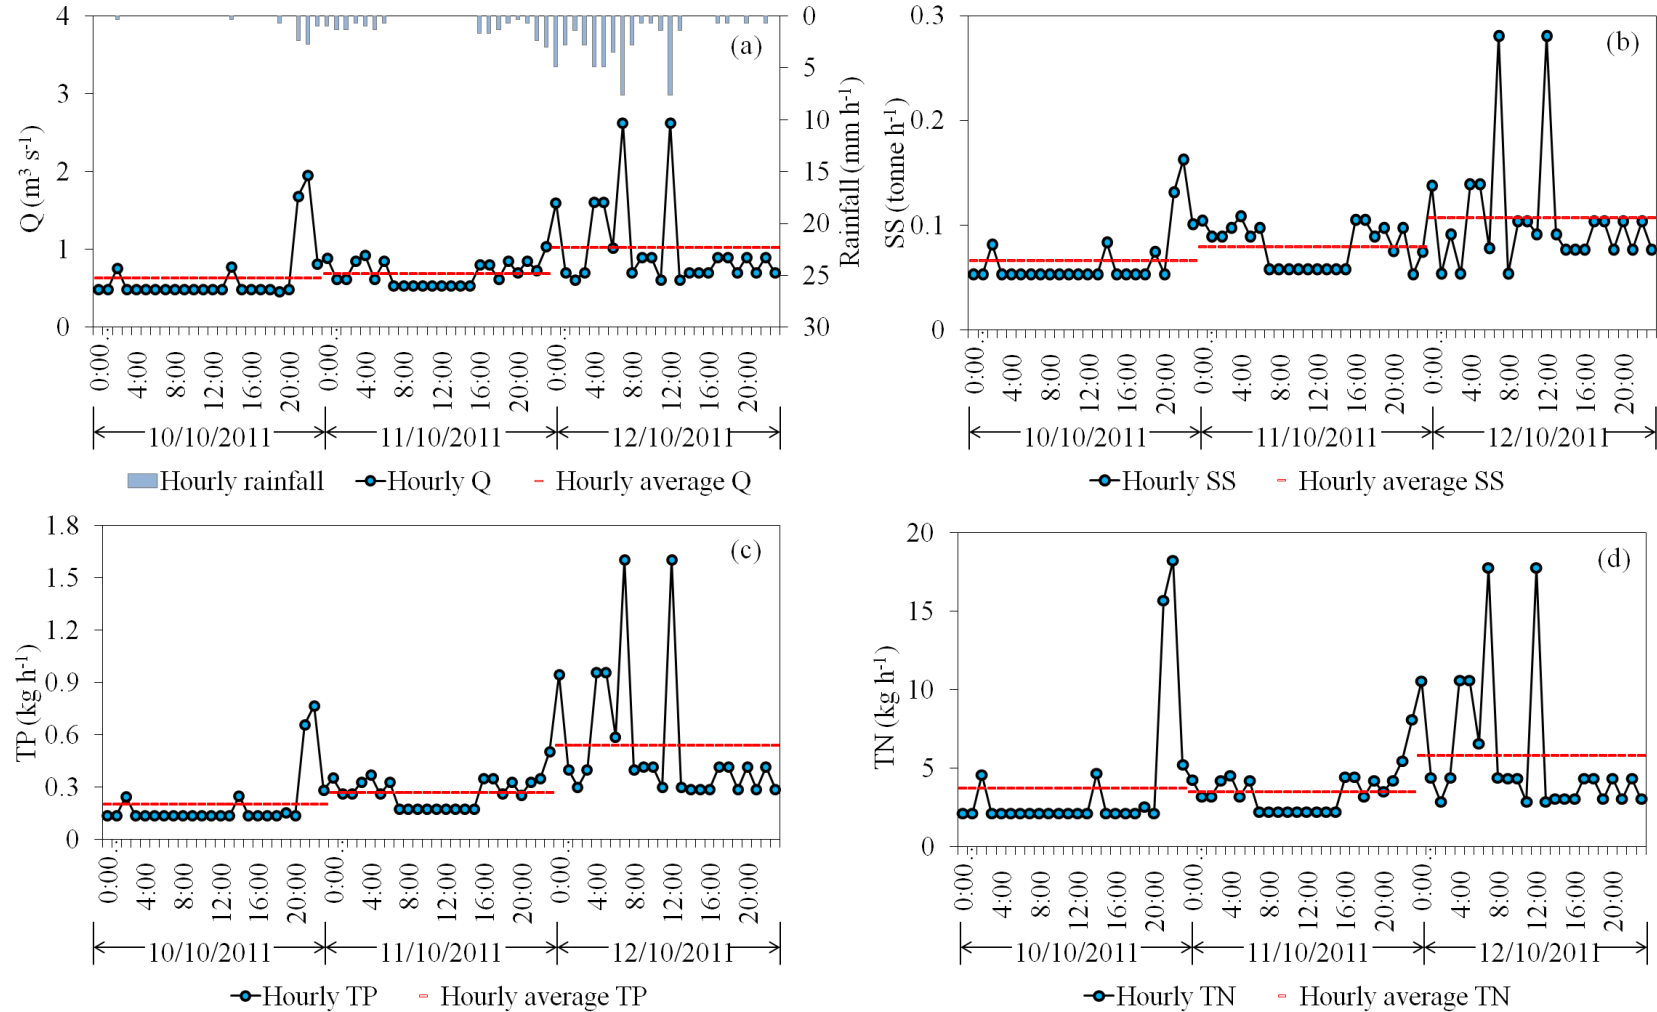 (a)
Q (m³ s⁻¹)
4
3
2
1
0
Rainfall (mm h⁻¹)
0
5
10
15
20
25
30
0:00 4:00 8:00 12:00 16:00 20:00 0:00 4:00 8:00 12:00 16:00 20:00 0:00 4:00 8:00 12:00 16:00 20:00
10/10/2011 11/10/2011 12/10/2011
Hourly rainfall Hourly Q Hourly average Q
(b)
SS (tonne h⁻¹)
0.3
0.2
0.1
0
0:00 4:00 8:00 12:00 16:00 20:00 0:00 4:00 8:00 12:00 16:00 20:00 0:00 4:00 8:00 12:00 16:00 20:00
10/10/2011 11/10/2011 12/10/2011
Hourly SS Hourly average SS
(c)
TP (kg h⁻¹)
1.8
1.5
1.2
0.9
0.6
0.3
0
0:00 4:00 8:00 12:00 16:00 20:00 0:00 4:00 8:00 12:00 16:00 20:00 0:00 4:00 8:00 12:00 16:00 20:00
10/10/2011 11/10/2011 12/10/2011
Hourly TP Hourly average TP
(d)
TN (kg h⁻¹)
20
15
10
5
0
0:00 4:00 8:00 12:00 16:00 20:00 0:00 4:00 8:00 12:00 16:00 20:00 0:00 4:00 8:00 12:00 16:00 20:00
10/10/2011 11/10/2011 12/10/2011
Hourly TN Hourly average TN